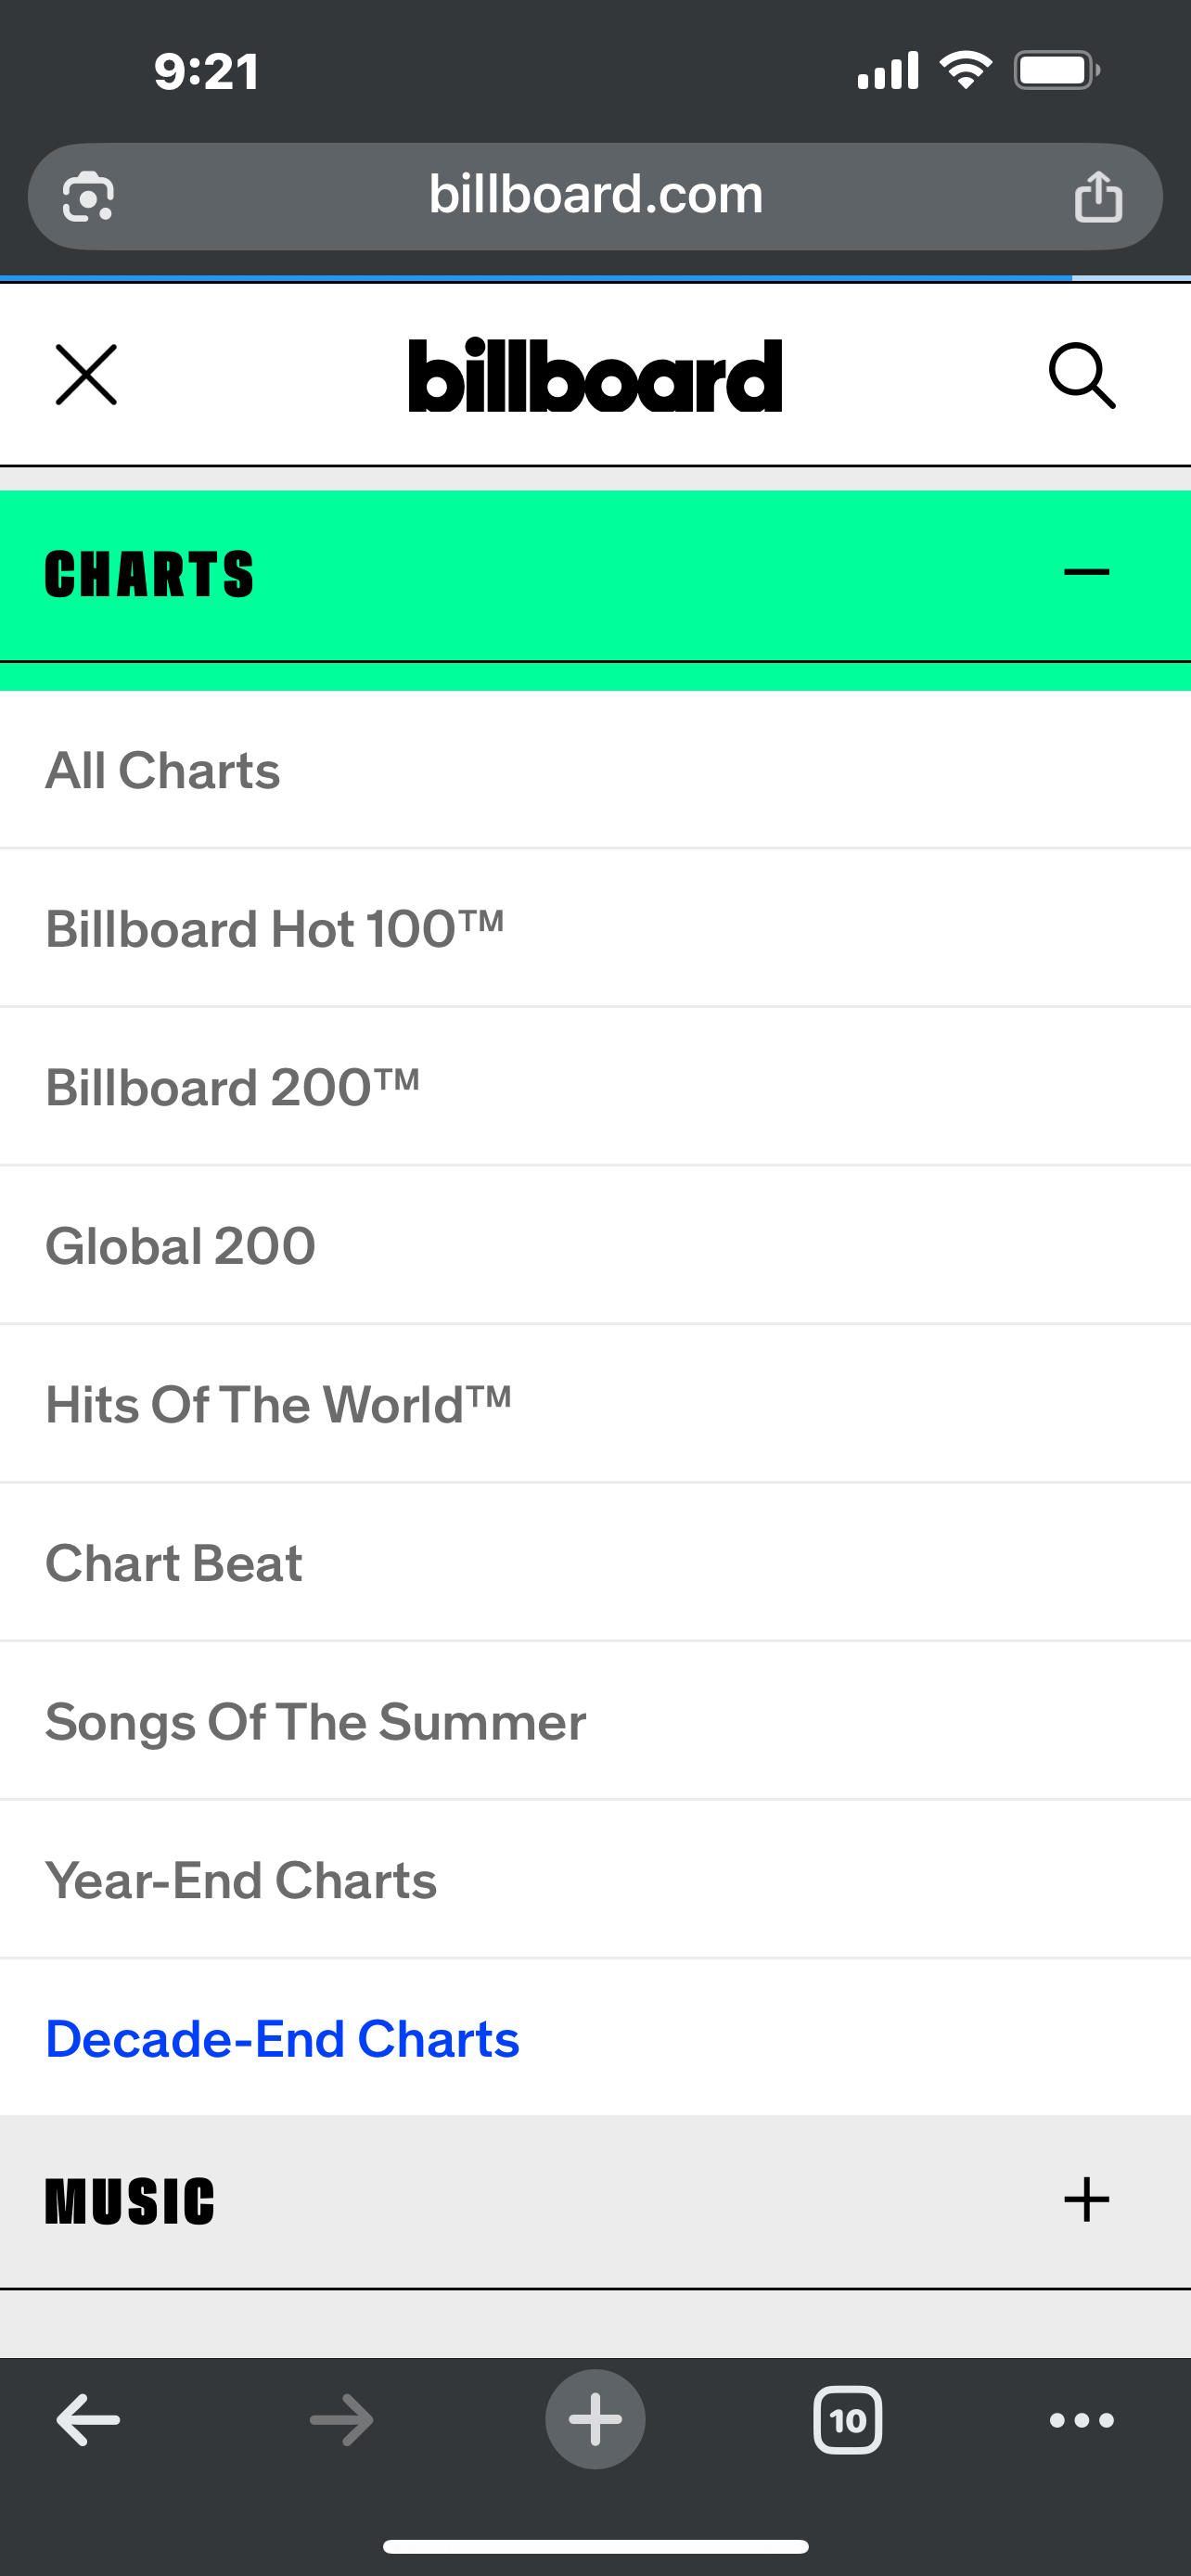 9:21
billboard.com
billboard
CHARTS
All Charts
Billboard Hot 100™
Billboard 200™
Global 200
Hits Of The World™
Chart Beat
Songs Of The Summer
Year-End Charts
Decade-End Charts
MUSIC
10